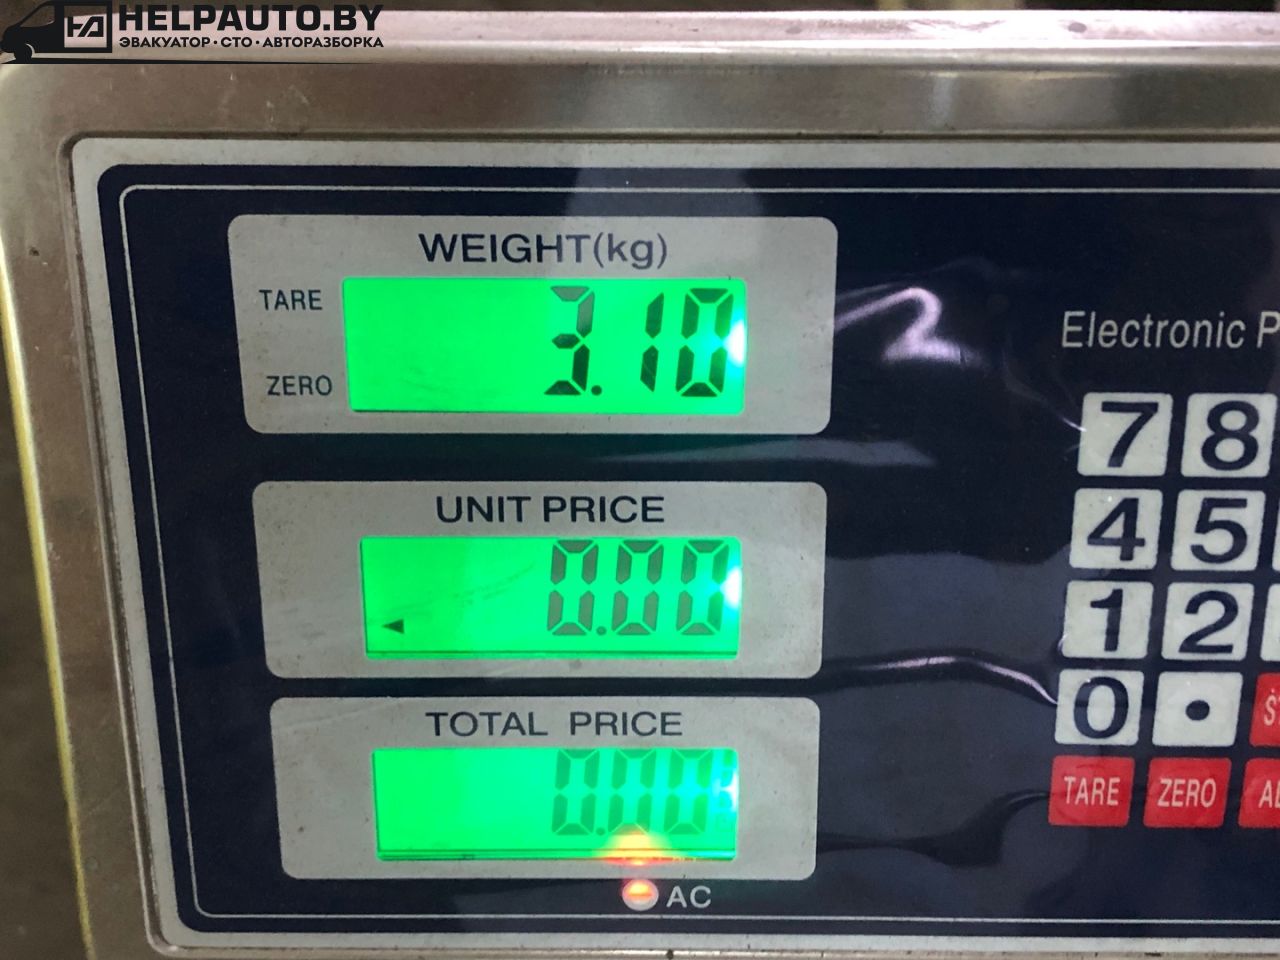 HA HELPAUTO.BY
ЭВАКУАТОР·СТО·АВТОРАЗБОРКА
WEIGHT(kg)
TARE
3.10
ZERO
Electronic
7 8
UNIT PRICE
0.00
4 5
1 2
0 .
TOTAL PRICE
0.00
TARE ZERO
AC